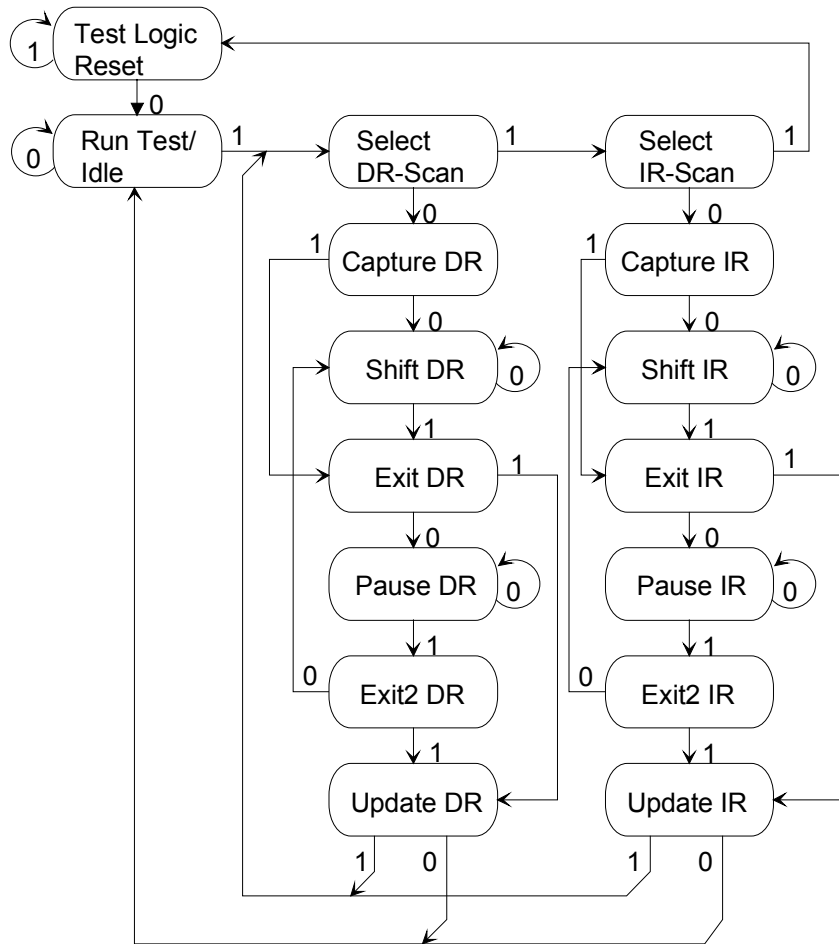 Test Logic
Reset
1
0
Run Test/
Idle
0
1
Select
DR-Scan
1
Select
IR-Scan
1
0
0
1
Capture DR
1
Capture IR
0
0
Shift DR
0
Shift IR
0
1
1
Exit DR
1
Exit IR
1
0
0
Pause DR
0
Pause IR
0
1
1
0
Exit2 DR
0
Exit2 IR
1
1
Update DR
Update IR
1
0
1
0